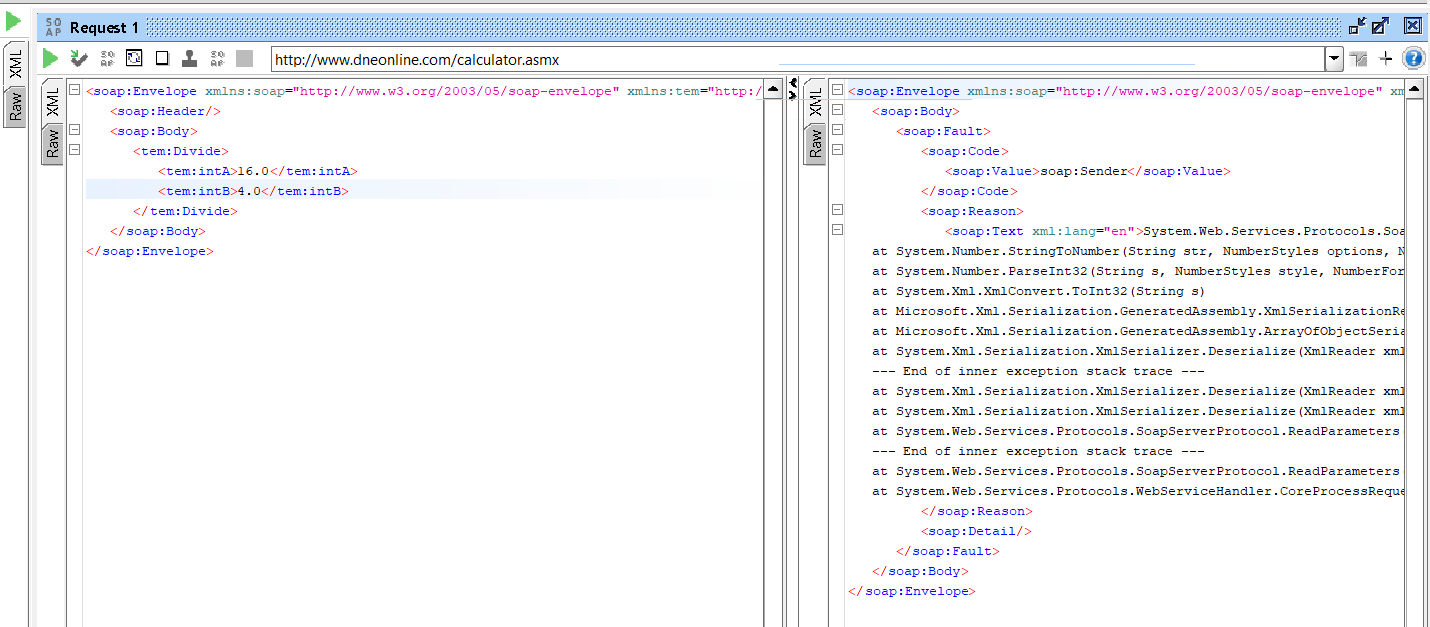 SO AP Request 1
SO AP SO AP http://www.dneonline.com/calculator.asmx
XML
Raw
XML
Raw
<soap:Envelope xmlns:soap="http://www.w3.org/2003/05/soap-envelope" xmlns:tem="http:/
<soap:Header/>
<soap:Body>
<tem:Divide>
<tem:intA>16.0</tem:intA>
<tem:intB>4.0</tem:intB>
</tem:Divide>
</soap:Body>
</soap:Envelope>
XML
Raw
<soap:Envelope xmlns:soap="http://www.w3.org/2003/05/soap-envelope" xm
<soap:Body>
<soap:Fault>
<soap:Code>
<soap:Value>soap:Sender</soap:Value>
</soap:Code>
<soap:Reason>
<soap:Text xml:lang="en">System.Web.Services.Protocols.Soa
at System.Number.StringToNumber(String str, NumberStyles options, N
at System.Number.ParseInt32(String s, NumberStyles style, NumberFor
at System.Xml.XmlConvert.ToInt32(String s)
at Microsoft.Xml.Serialization.GeneratedAssembly.XmlSerializationRe
at Microsoft.Xml.Serialization.GeneratedAssembly.ArrayOfObjectSeria
at System.Xml.Serialization.XmlSerializer.Deserialize(XmlReader xml
--- End of inner exception stack trace ---
at System.Xml.Serialization.XmlSerializer.Deserialize(XmlReader xml
at System.Xml.Serialization.XmlSerializer.Deserialize(XmlReader xml
at System.Web.Services.Protocols.SoapServerProtocol.ReadParameters
--- End of inner exception stack trace ---
at System.Web.Services.Protocols.SoapServerProtocol.ReadParameters
at System.Web.Services.Protocols.WebServiceHandler.CoreProcessReque
</soap:Reason>
<soap:Detail/>
</soap:Fault>
</soap:Body>
</soap:Envelope>